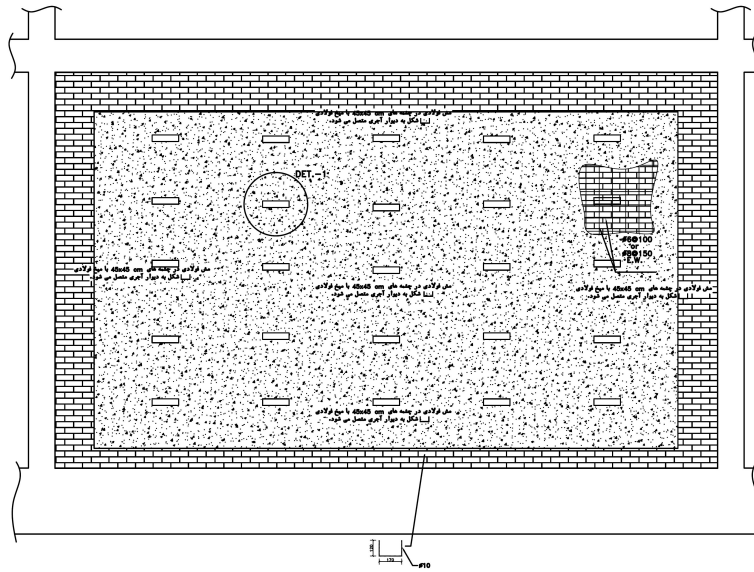 مش فولادی در چشمه های 45x45 cm با میخ فولادی
شکل به دیوار آجری متصل می شود.
DET.-1
#6@100
or
#8@150
E.W.
مش فولادی در چشمه های 45x45 cm با میخ فولادی
شکل به دیوار آجری متصل می شود.
مش فولادی در چشمه های 45x45 cm با میخ فولادی
شکل به دیوار آجری متصل می شود.
مش فولادی در چشمه های 45x45 cm با میخ فولادی
شکل به دیوار آجری متصل می شود.
مش فولادی در چشمه های 45x45 cm با میخ فولادی
شکل به دیوار آجری متصل می شود.
#10